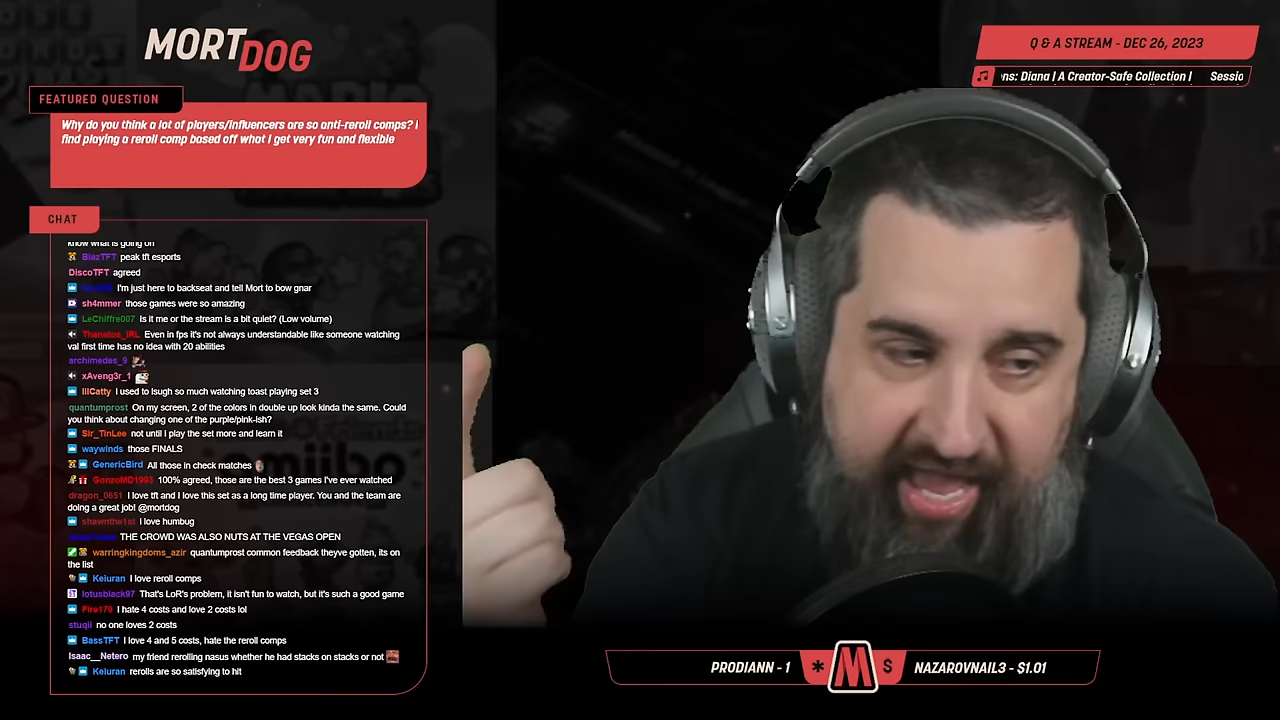 MORTDOG
Q & A STREAM - DEC 26, 2023
ns: Diana | A Creator-Safe Collection | Sessio
FEATURED QUESTION
Why do you think a lot of players/influencers are so anti-reroll comps? I
find playing a reroll comp based off what I get very fun and flexible
CHAT
know what is going on
BiazTFT peak tft esports
DiscoTFT agreed
I'm just here to backseat and tell Mort to bow gnar
sh4mmer those games were so amazing
LeChiffre007 Is it me or the stream is a bit quiet? (Low volume)
Thanatos_IRL Even in fps it's not always understandable like someone watching
val first time has no idea with 20 abilities
archimedes_9
xAveng3r_1
lilCatty I used to lsugh so much watching toast playing set 3
quantumprost On my screen, 2 of the colors in double up look kinda the same. Could
you think about changing one of the purple/pink-ish?
Sir_TinLee not until i play the set more and learn it
waywinds those FINALS
GenericBird All those in check matches
GonzoMD1993 100% agreed, those are the best 3 games I've ever watched
dragon_0651 I love tft and I love this set as a long time player. You and the team are
doing a great job! @mortdog
shawnthe1st i love humbug
THE CROWD WAS ALSO NUTS AT THE VEGAS OPEN
warringkingdoms_azir quantumprost common feedback theyve gotten, its on
the list
Keiuran I love reroll comps
lotusblack97 That's LoR's problem, it isn't fun to watch, but it's such a good game
Fire179 I hate 4 costs and love 2 costs lol
stuqii no one loves 2 costs
BassTFT I love 4 and 5 costs, hate the reroll comps
Isaac__Netero my friend rerolling nasus whether he had stacks on stacks or not
Keiuran rerolls are so satisfying to hit
amiibo
PRODIANN - 1 * M $ NAZAROVNAIL3 - $1.01